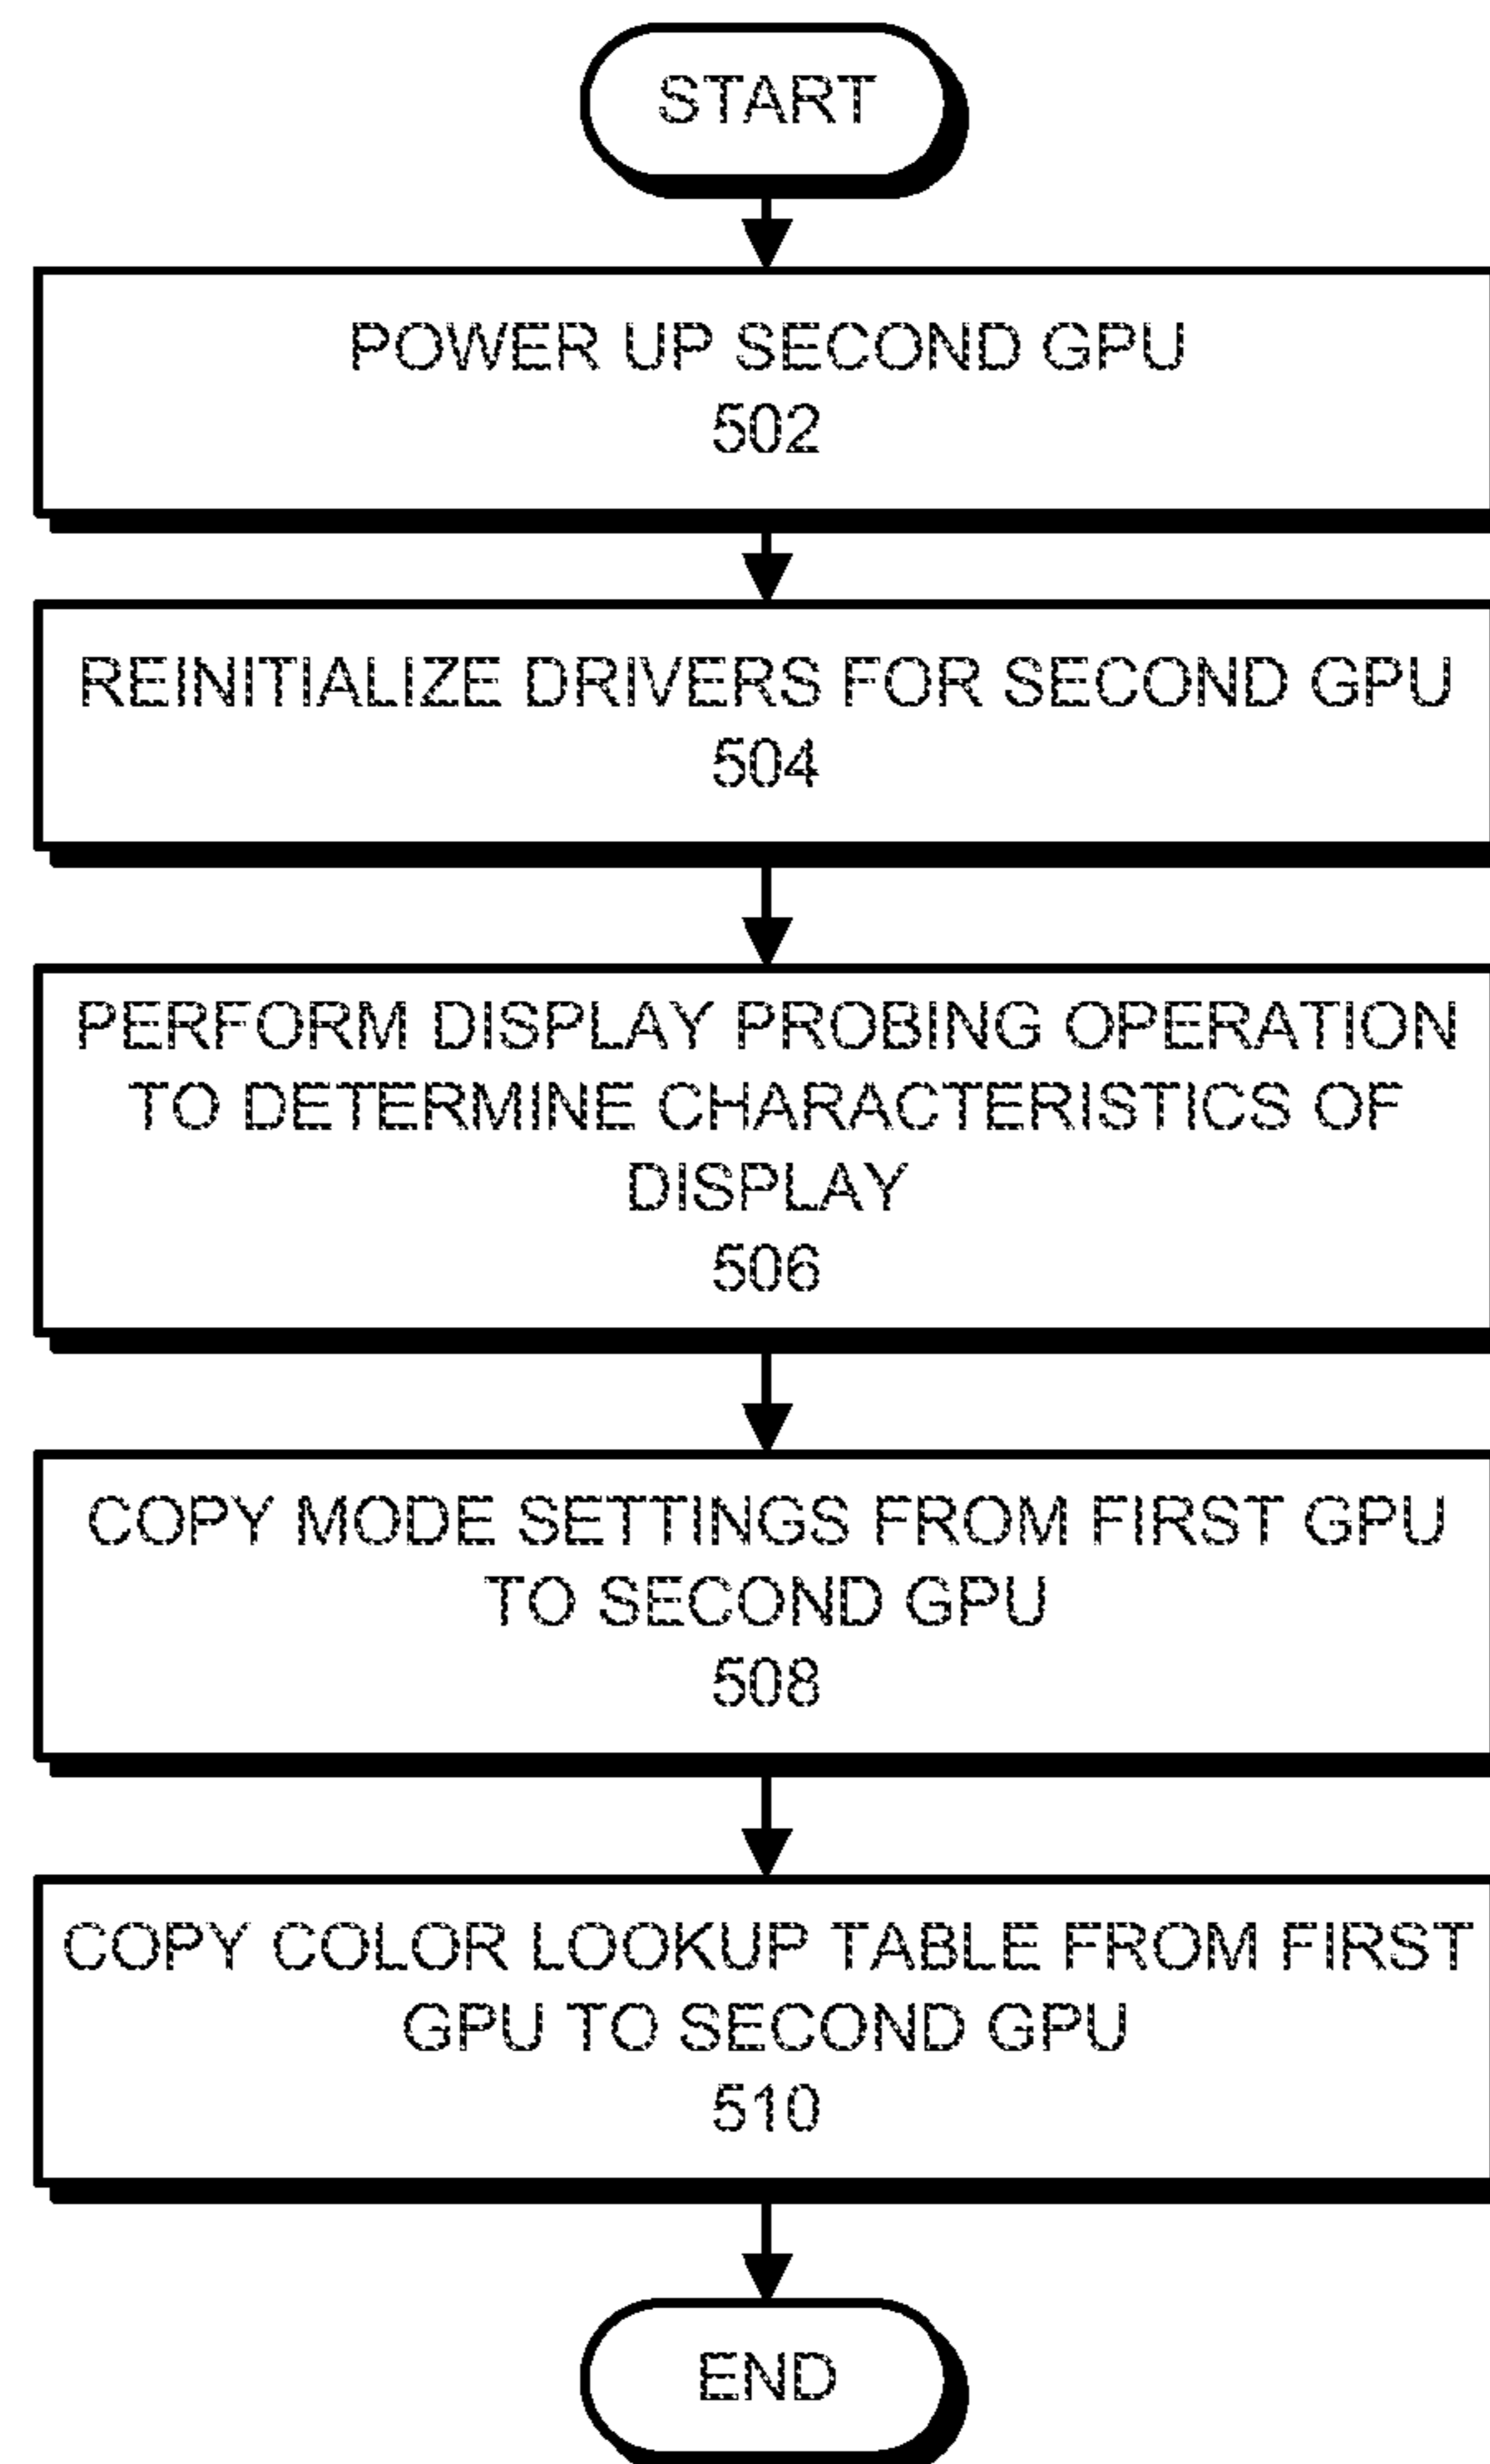 START
POWER UP SECOND GPU
502
REINITIALIZE DRIVERS FOR SECOND GPU
504
PERFORM DISPLAY PROBING OPERATION
TO DETERMINE CHARACTERISTICS OF
DISPLAY
506
COPY MODE SETTINGS FROM FIRST GPU
TO SECOND GPU
508
COPY COLOR LOOKUP TABLE FROM FIRST
GPU TO SECOND GPU
510
END